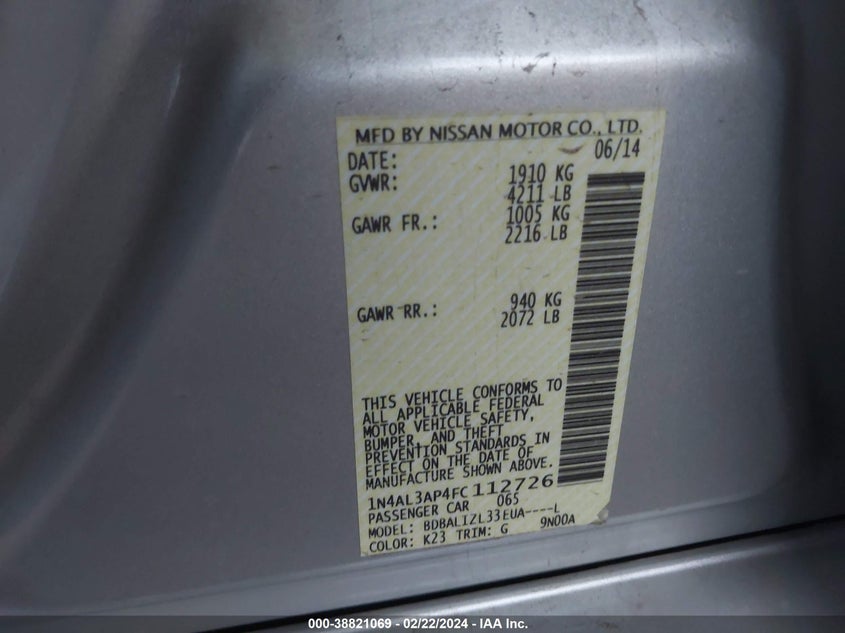 MFD BY NISSAN MOTOR CO., LTD.
DATE: 06/14
GVWR: 1910 KG
4211 LB
GAWR FR.: 1005 KG
2216 LB
GAWR RR.: 940 KG
2072 LB
THIS VEHICLE CONFORMS TO
ALL APPLICABLE FEDERAL
MOTOR VEHICLE SAFETY,
BUMPER, AND THEFT
PREVENTION STANDARDS IN
EFFECT ON THE DATE OF
MANUFACTURE SHOWN ABOVE.
1N4AL3AP4FC112726
PASSENGER CAR 065
MODEL: BDBALIZL33EUA----L
COLOR: K23 TRIM: G 9N00A
000-38821069 - 02/22/2024 - IAA Inc.